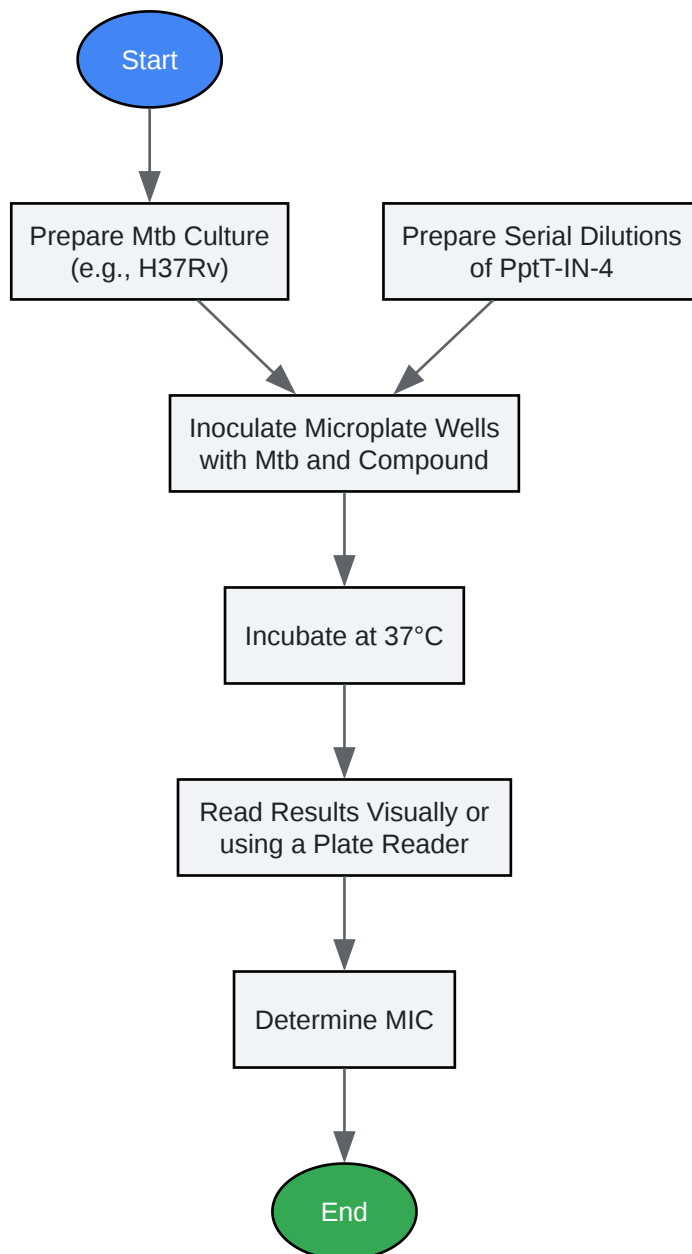 Start
Prepare Mtb Culture
(e.g., H37Rv)
Prepare Serial Dilutions
of PptT-IN-4
Inoculate Microplate Wells
with Mtb and Compound
Incubate at 37°C
Read Results Visually or
using a Plate Reader
Determine MIC
End